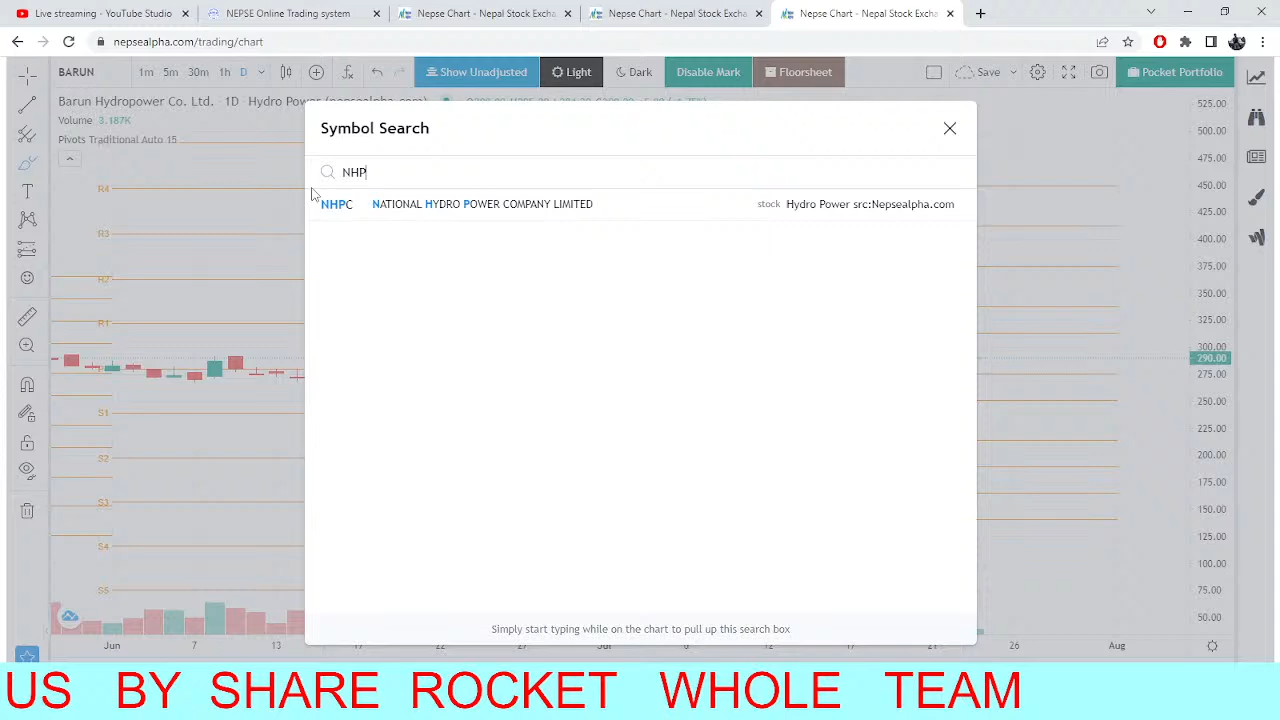 Live streaming - YouTube Studio
NEPSE Online Trading system
Nepse Chart - Nepal Stock Excha
Nepse Chart - Nepal Stock Excha
Nepse Chart - Nepal Stock Excha
nepsealpha.com/trading/chart
BARUN 1m 5m 30m 1h D Show Unadjusted Light Dark Disable Mark Floorsheet Save Pocket Portfolio
Barun Hydropower Co. Ltd. · 1D · Hydro Power (nepsealpha.com)
Volume 3.187K
Pivots Traditional Auto 15
Symbol Search
NHP
NHPC NATIONAL HYDRO POWER COMPANY LIMITED stock Hydro Power src:Nepsealpha.com
Simply start typing while on the chart to pull up this search box
R4
R3
R2
R1
S1
S2
S3
S4
S5
525.00
500.00
475.00
450.00
425.00
400.00
375.00
350.00
325.00
300.00
290.00
275.00
250.00
225.00
200.00
175.00
150.00
125.00
100.00
75.00
50.00
Jun 7 13 26 Aug
US BY SHARE ROCKET WHOLE TEAM